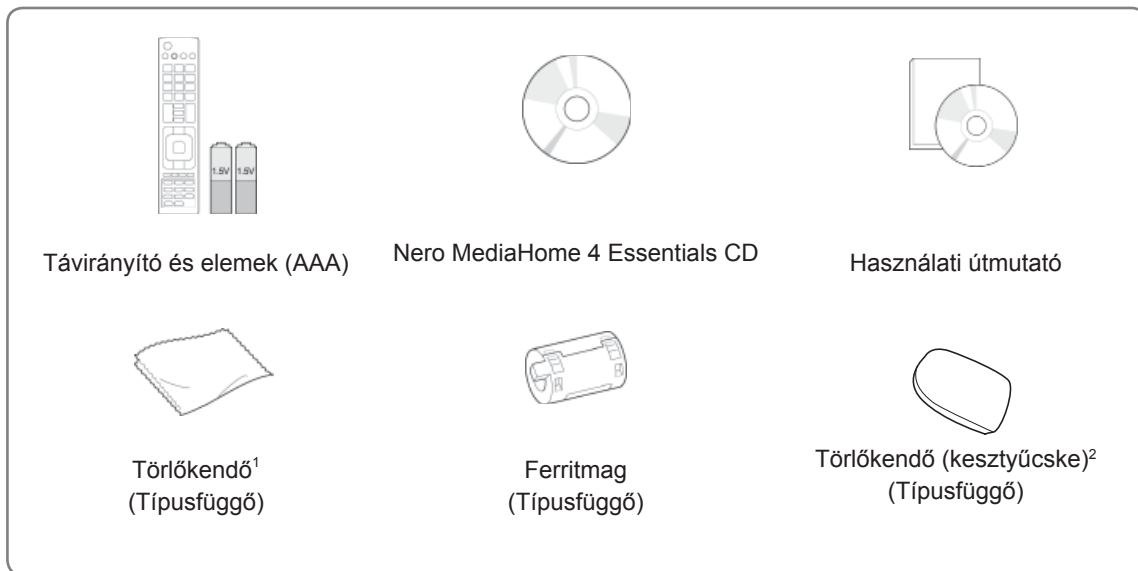 1.5V 1.5V
Távirányító és elemek (AAA)
Nero MediaHome 4 Essentials CD
Használati útmutató
Törlőkendő¹
(Típusfüggő)
Ferritmag
(Típusfüggő)
Törlőkendő (kesztyűcske)²
(Típusfüggő)